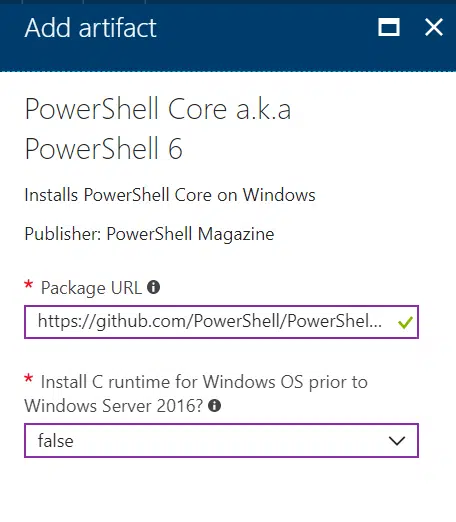 Add artifact
PowerShell Core a.k.a
PowerShell 6
Installs PowerShell Core on Windows
Publisher: PowerShell Magazine
* Package URL
https://github.com/PowerShell/PowerShel...
* Install C runtime for Windows OS prior to
Windows Server 2016?
false